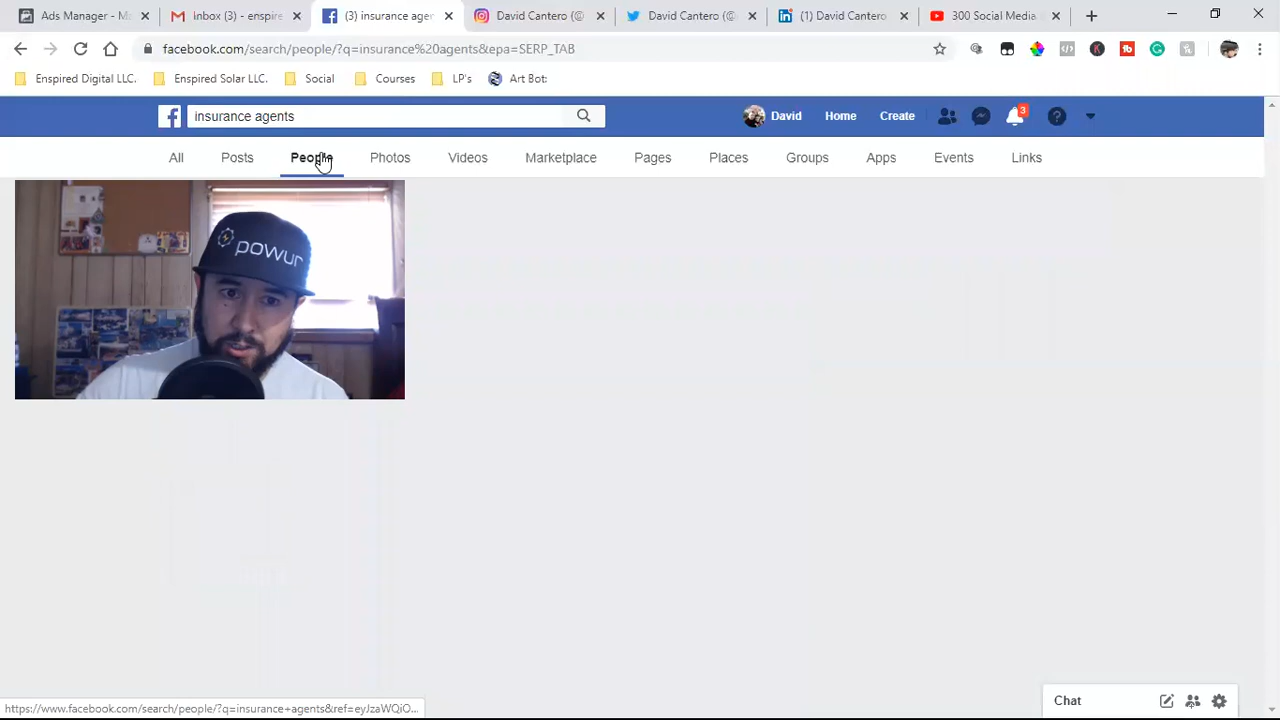 Ads Manager - Mx
Inbox (3) - enspire
(3) insurance agen
David Cantero (@
David Cantero (@
(1) David Cantero
300 Social Media
facebook.com/search/people/?q=insurance%20agents&epa=SERP_TAB
Enspired Digital LLC.
Enspired Solar LLC.
Social
Courses
LP's
Art Bot:
insurance agents
David
Home
Create
3
All
Posts
People
Photos
Videos
Marketplace
Pages
Places
Groups
Apps
Events
Links
powur
Chat
https://www.facebook.com/search/people/?q=insurance+agents&ref=eyJzaWQiO...